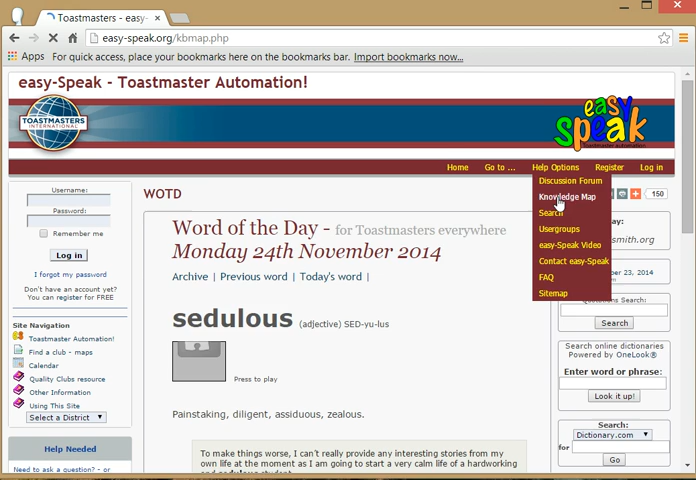 Toastmasters - easy-
easy-speak.org/kbmap.php
Apps For quick access, place your bookmarks here on the bookmarks bar. Import bookmarks now...
easy-Speak - Toastmaster Automation!
TOASTMASTERS
INTERNATIONAL
easy
speak
toastmaster automation
Home Go to ... Help Options Register Log in
Discussion Forum
Knowledge Map
Search
Usergroups
easy-Speak Video
Contact easy-Speak
FAQ
Sitemap
Username:
Password:
Remember me
Log in
I forgot my password
Don't have an account yet?
You can register for FREE
Site Navigation
Toastmaster Automation!
Find a club - maps
Calendar
Quality Clubs resource
Other Information
Using This Site
Select a District
Help Needed
Need to ask a question? - or
WOTD
Word of the Day - for Toastmasters everywhere
Monday 24th November 2014
Archive | Previous word | Today's word |
sedulous (adjective) SED-yu-lus
Press to play
Painstaking, diligent, assiduous, zealous.
To make things worse, I can't really provide any interesting stories from my
own life at the moment as I am going to start a very calm life of a hardworking
and sedulous student.
150
day:
smith.org
ber 23, 2014
Quotations Search:
Search
Search online dictionaries
Powered by OneLook®
Enter word or phrase:
Look it up!
Search:
Dictionary.com
for
Go